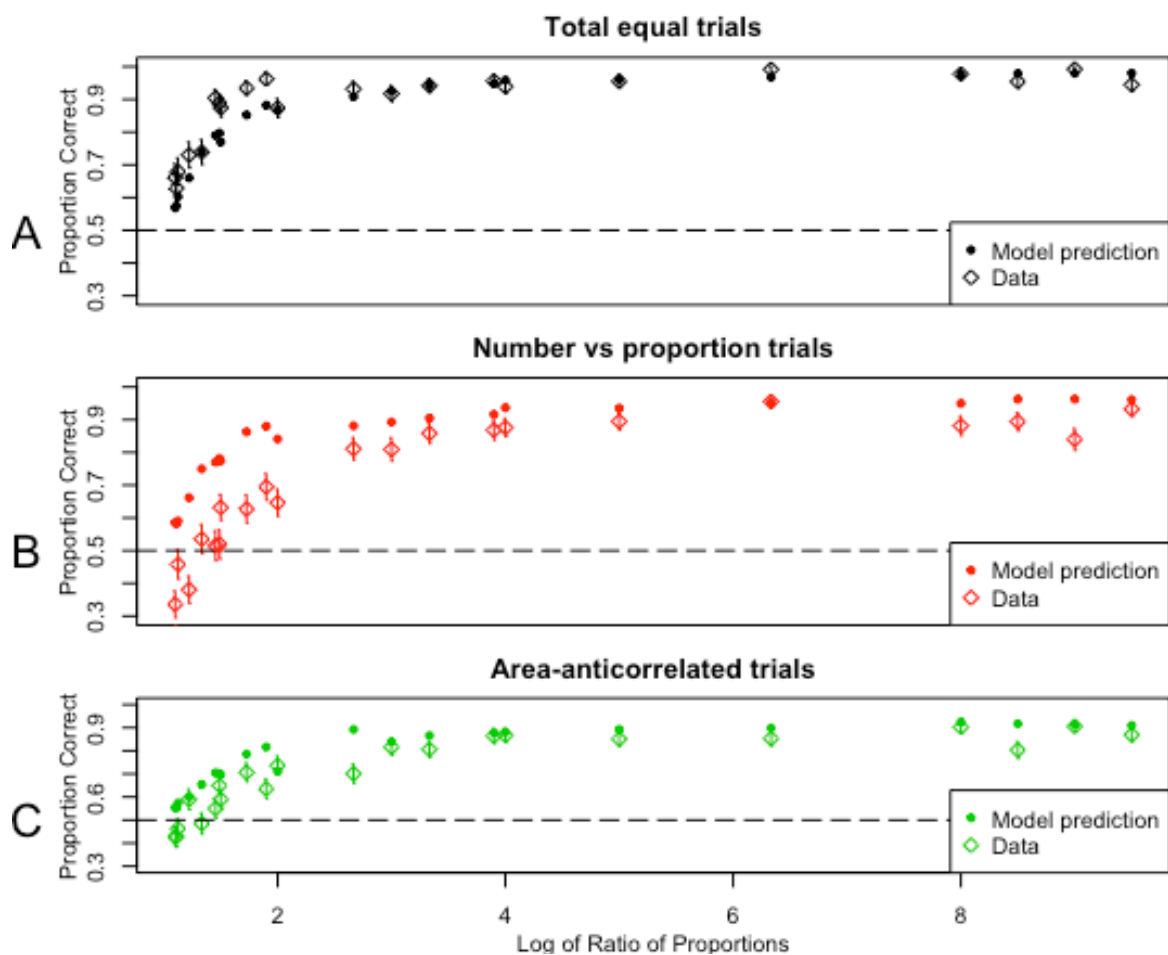 Total equal trials
A
Proportion Correct
0.3 0.5 0.7 0.9
Model prediction
Data
Number vs proportion trials
B
Proportion Correct
0.3 0.5 0.7 0.9
Model prediction
Data
Area-anticorrelated trials
C
Proportion Correct
0.3 0.6 0.9
Model prediction
Data
2 4 6 8
Log of Ratio of Proportions